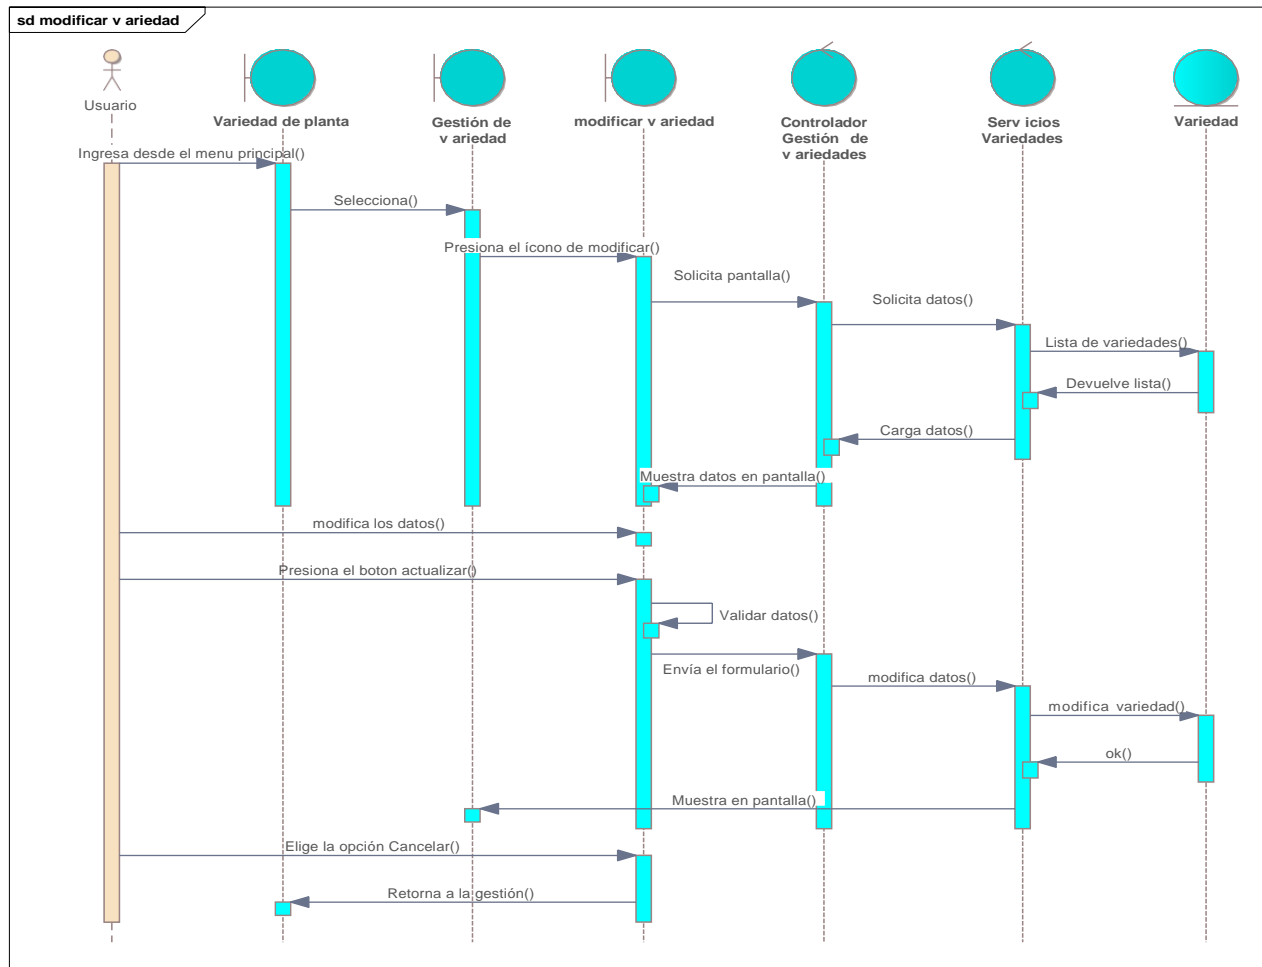 sd modificar v ariedad
Usuario
Variedad de planta
Gestión de
v ariedad
modificar v ariedad
Controlador
Gestión de
v ariedades
Serv icios
Variedades
Variedad
Ingresa desde el menu principal()
Selecciona()
Presiona el ícono de modificar()
Solicita pantalla()
Solicita datos()
Lista de variedades()
Devuelve lista()
Carga datos()
Muestra datos en pantalla()
modifica los datos()
Presiona el boton actualizar()
Validar datos()
Envía el formulario()
modifica datos()
modifica variedad()
ok()
Muestra en pantalla()
Elige la opción Cancelar()
Retorna a la gestión()